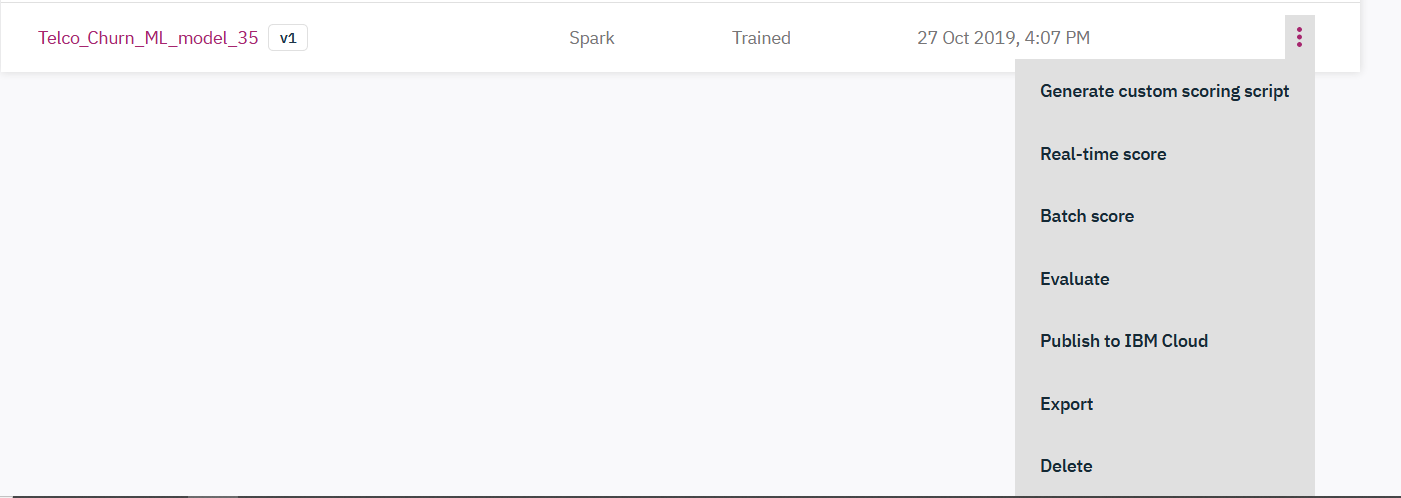 Telco_Churn_ML_model_35 v1 Spark Trained 27 Oct 2019, 4:07 PM
Generate custom scoring script
Real-time score
Batch score
Evaluate
Publish to IBM Cloud
Export
Delete